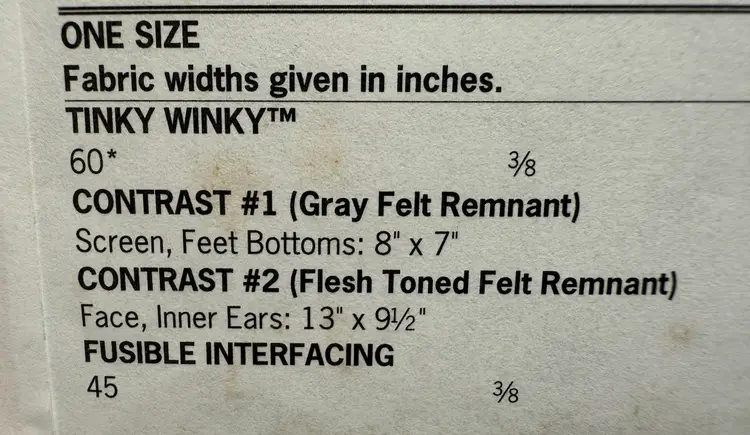 ONE SIZE
Fabric widths given in inches.
TINKY WINKY™
60* ⅜
CONTRAST #1 (Gray Felt Remnant)
Screen, Feet Bottoms: 8" x 7"
CONTRAST #2 (Flesh Toned Felt Remnant)
Face, Inner Ears: 13" x 9½"
FUSIBLE INTERFACING
45 ⅜